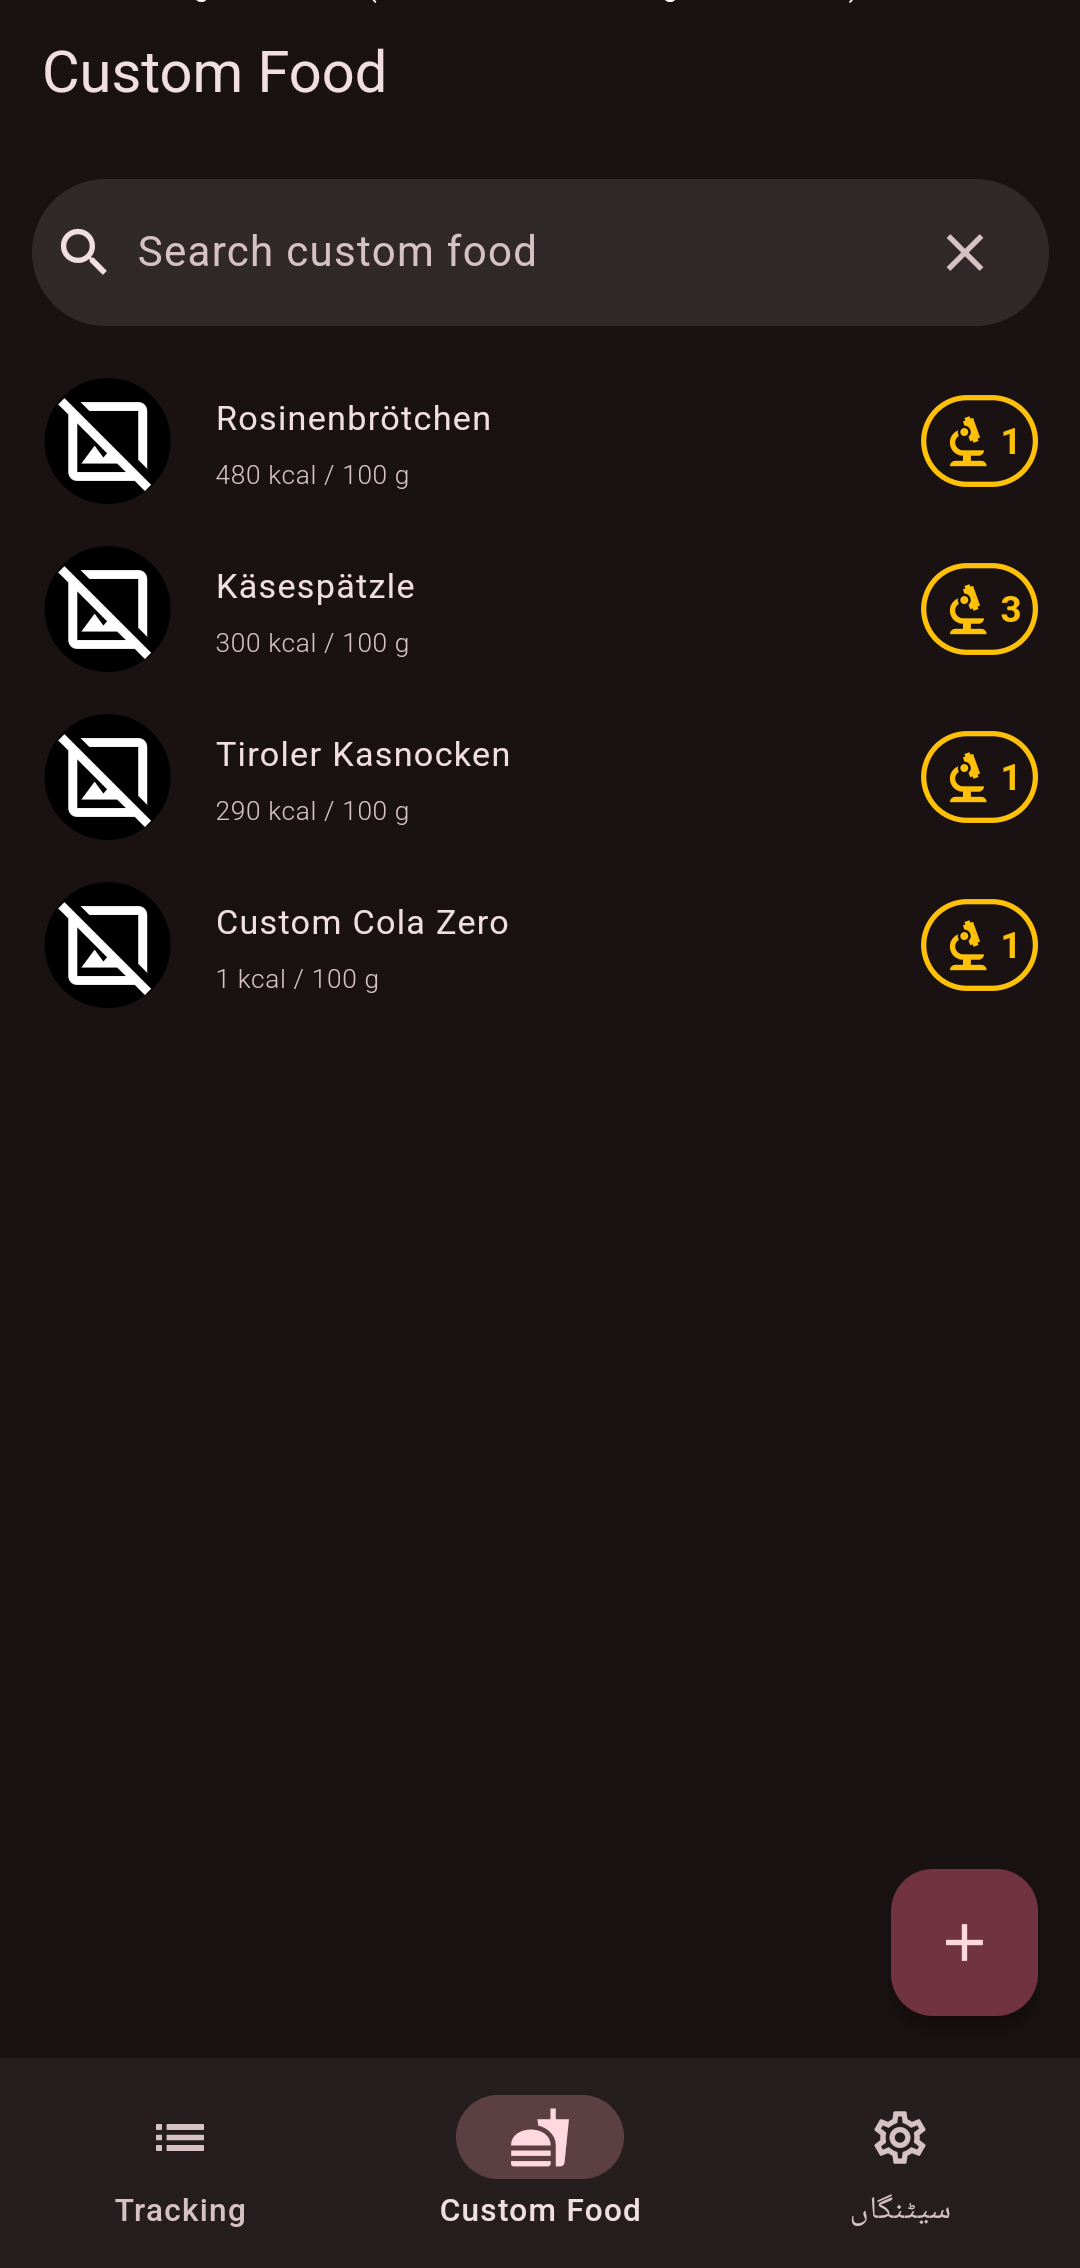 Custom Food
Search custom food
Rosinenbrötchen
480 kcal / 100 g
1
Käsespätzle
300 kcal / 100 g
3
Tiroler Kasnocken
290 kcal / 100 g
1
Custom Cola Zero
1 kcal / 100 g
1
Tracking
Custom Food
سیٹنگاں